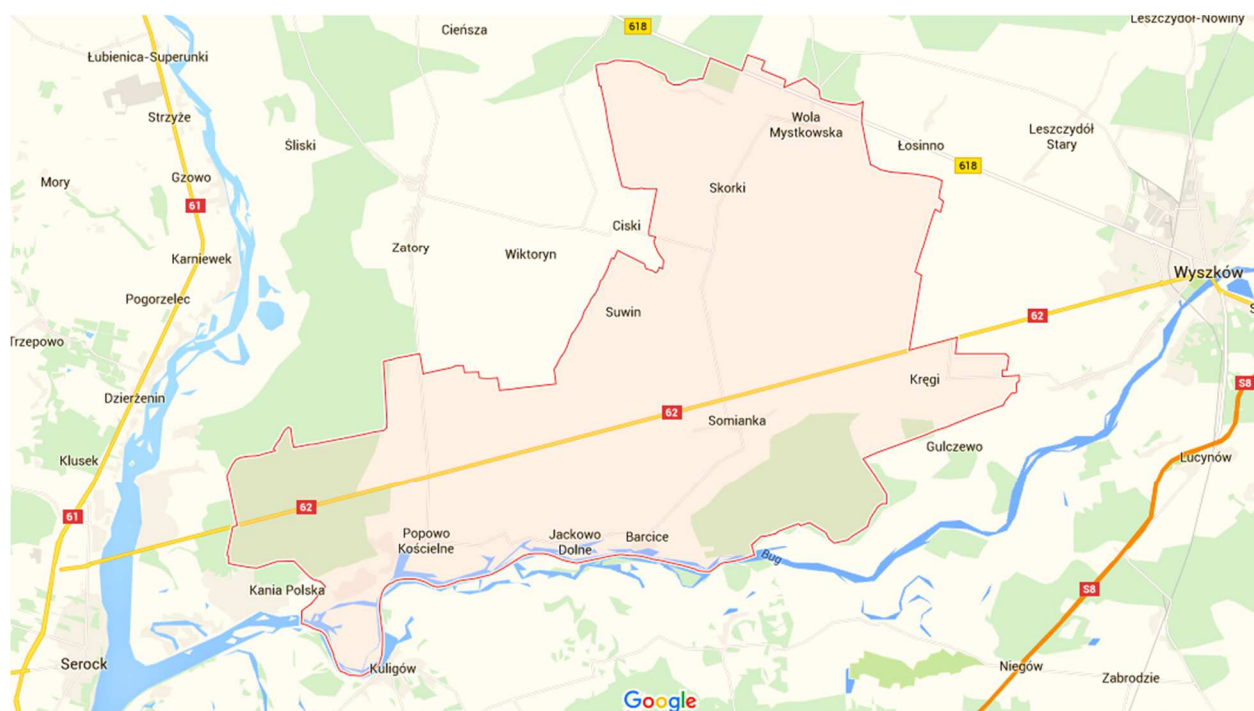 618
Cieńsza
Leszczydół-Nowiny
Łubienica-Superunki
Strzyże
Wola
Mystkowska
Śliski
Łosinno
Leszczydół
Stary
618
Gzowo
Mory
61
Skorki
Ciski
Zatory
Wiktoryn
Karniewek
Wyszków
Pogorzelec
Suwin
62
Trzepowo
Kręgi
S8
Dzierżenin
62
Somianka
Gulczewo
Klusek
Lucynów
62
61
Popowo
Kościelne
Jackowo
Dolne
Barcice
Bug
Kania Polska
S8
Serock
Kuligów
Niegów
Zabrodzie
Google